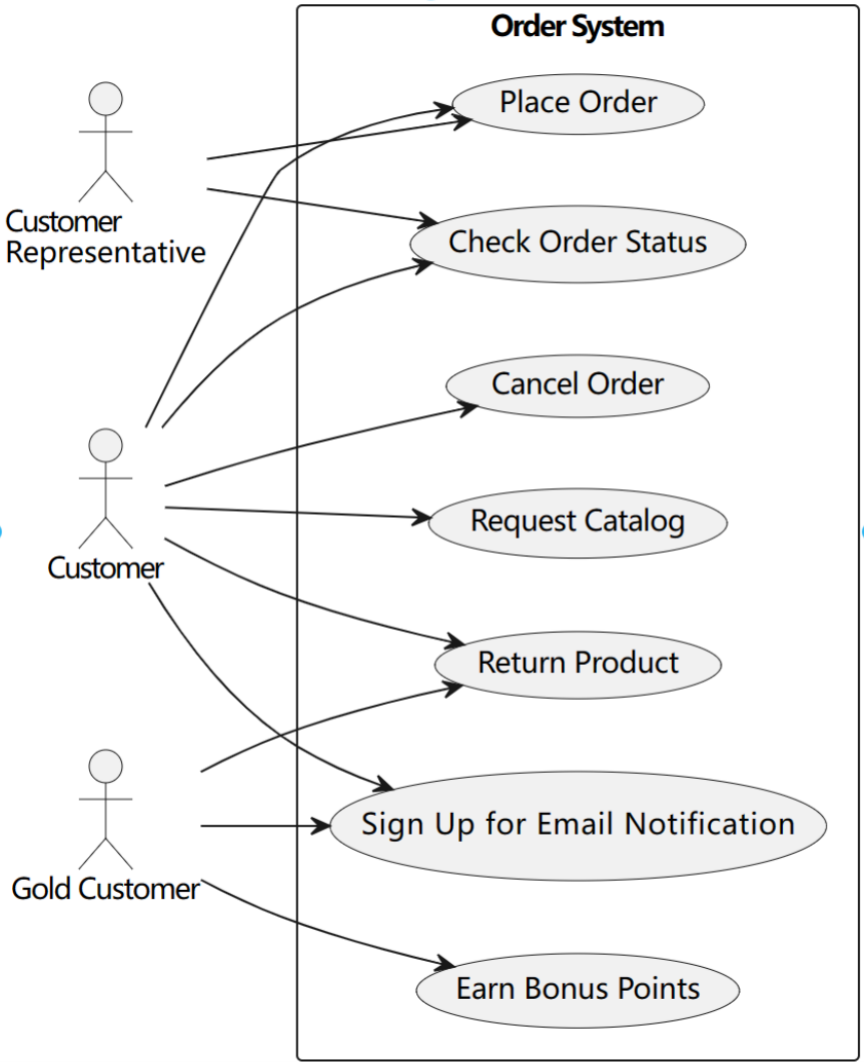 Order System
Place Order
Customer
Representative
Check Order Status
Cancel Order
Request Catalog
Customer
Return Product
Sign Up for Email Notification
Gold Customer
Earn Bonus Points